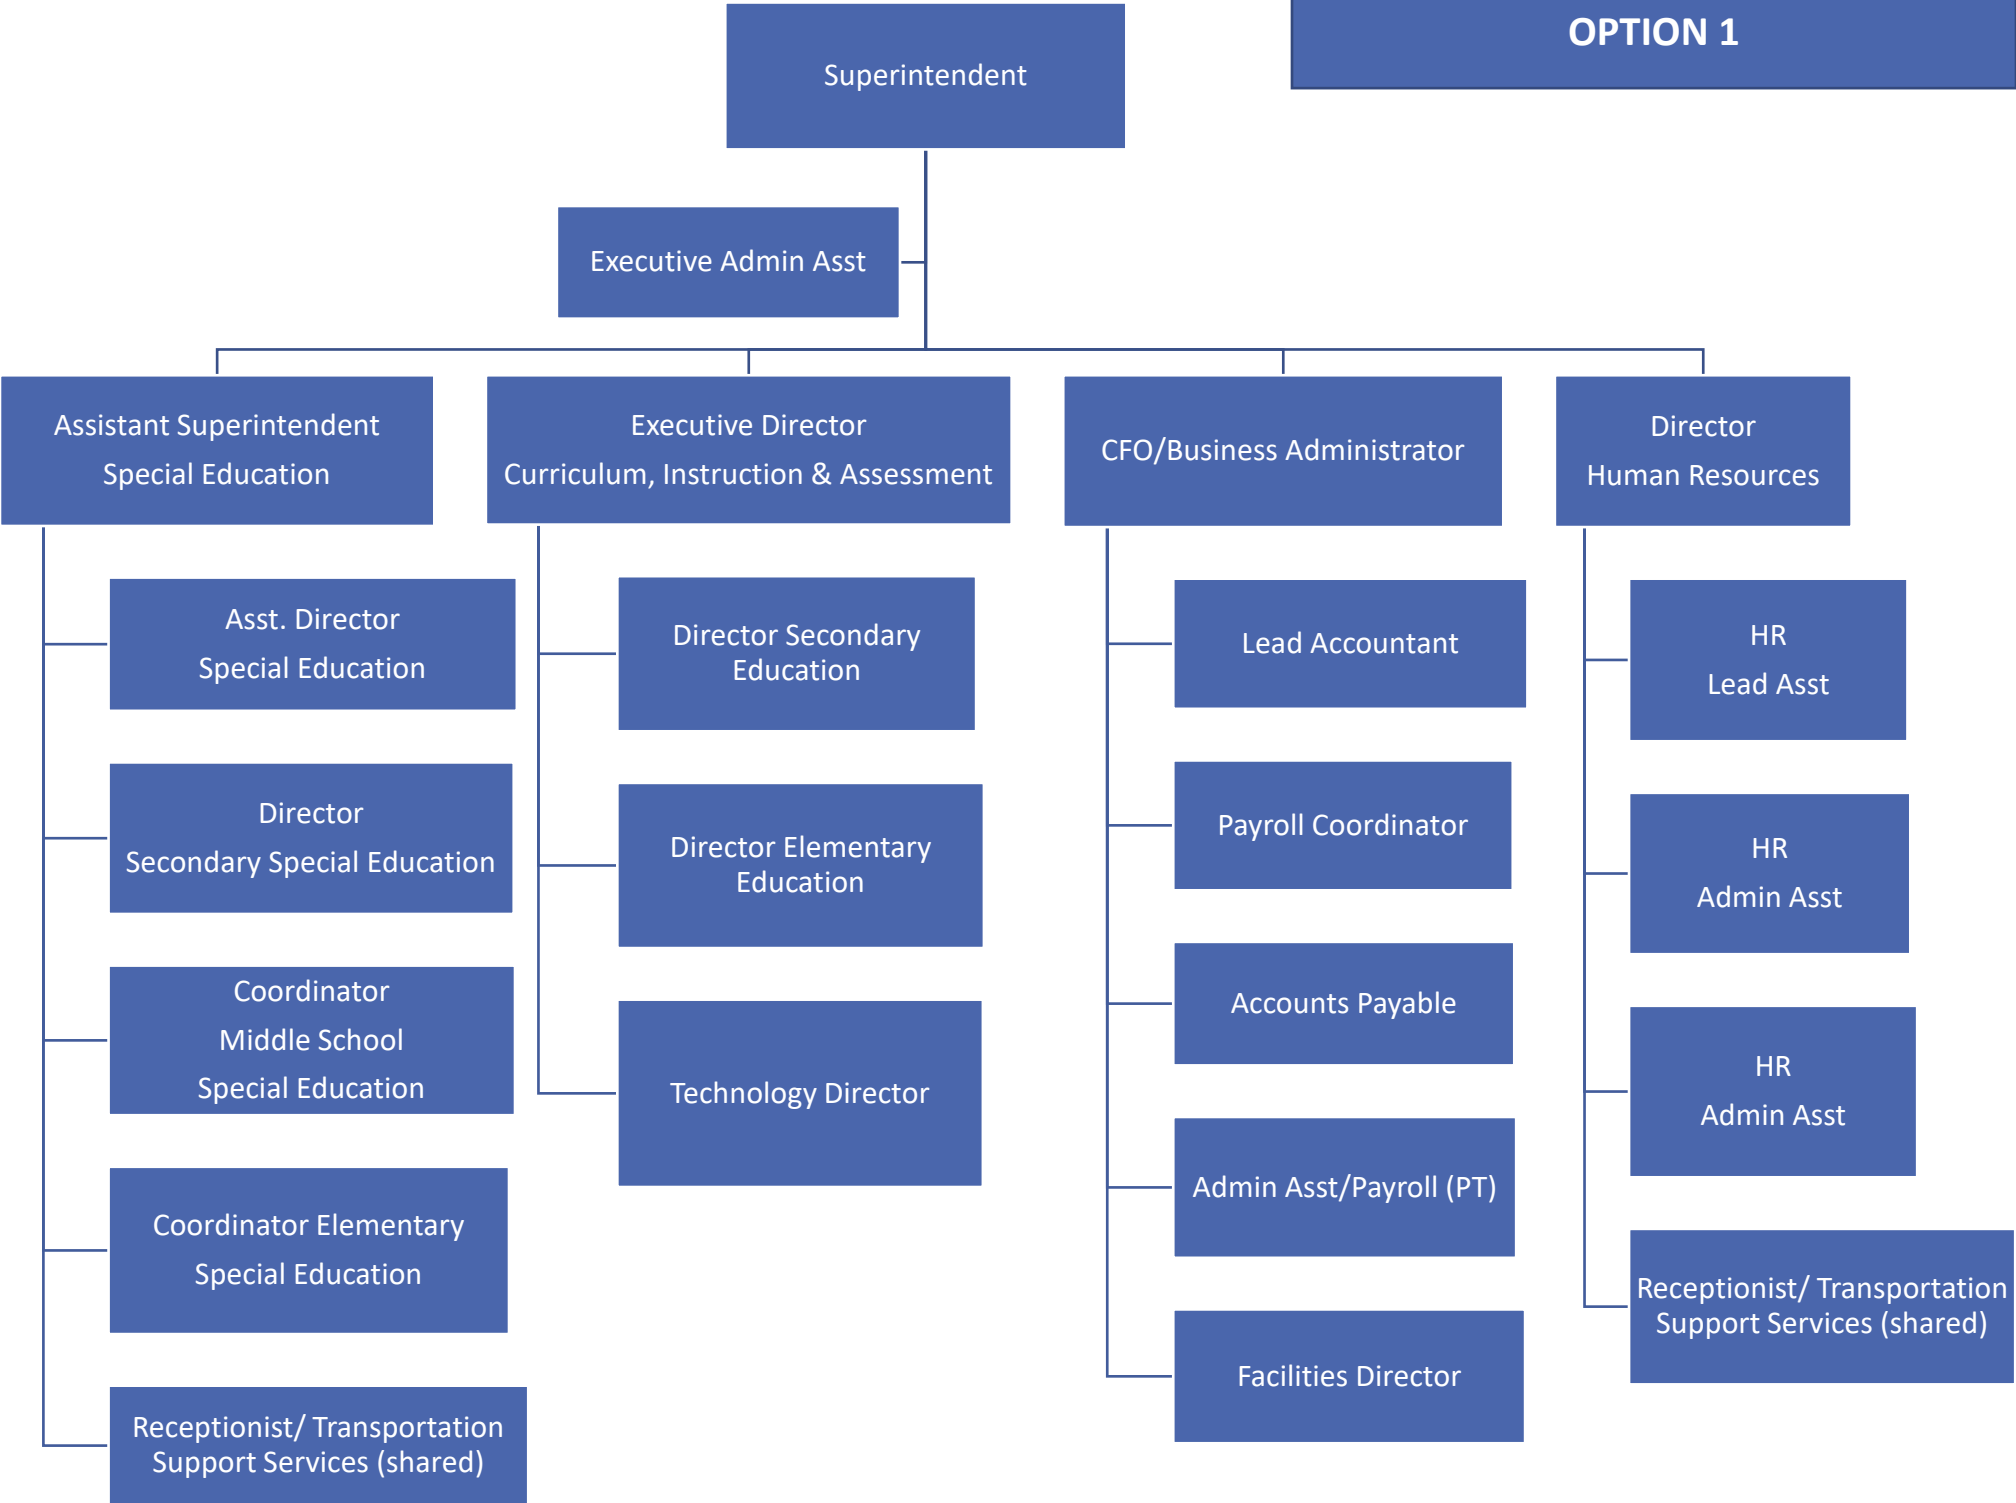 OPTION 1
Superintendent
Executive Admin Asst
Assistant Superintendent
Special Education
Executive Director
Curriculum, Instruction & Assessment
CFO/Business Administrator
Director
Human Resources
Asst. Director
Special Education
Director
Secondary Special Education
Coordinator
Middle School
Special Education
Coordinator Elementary
Special Education
Receptionist/ Transportation
Support Services (shared)
Director Secondary
Education
Director Elementary
Education
Technology Director
Lead Accountant
Payroll Coordinator
Accounts Payable
Admin Asst/Payroll (PT)
Facilities Director
HR
Lead Asst
HR
Admin Asst
HR
Admin Asst
Receptionist/ Transportation
Support Services (shared)